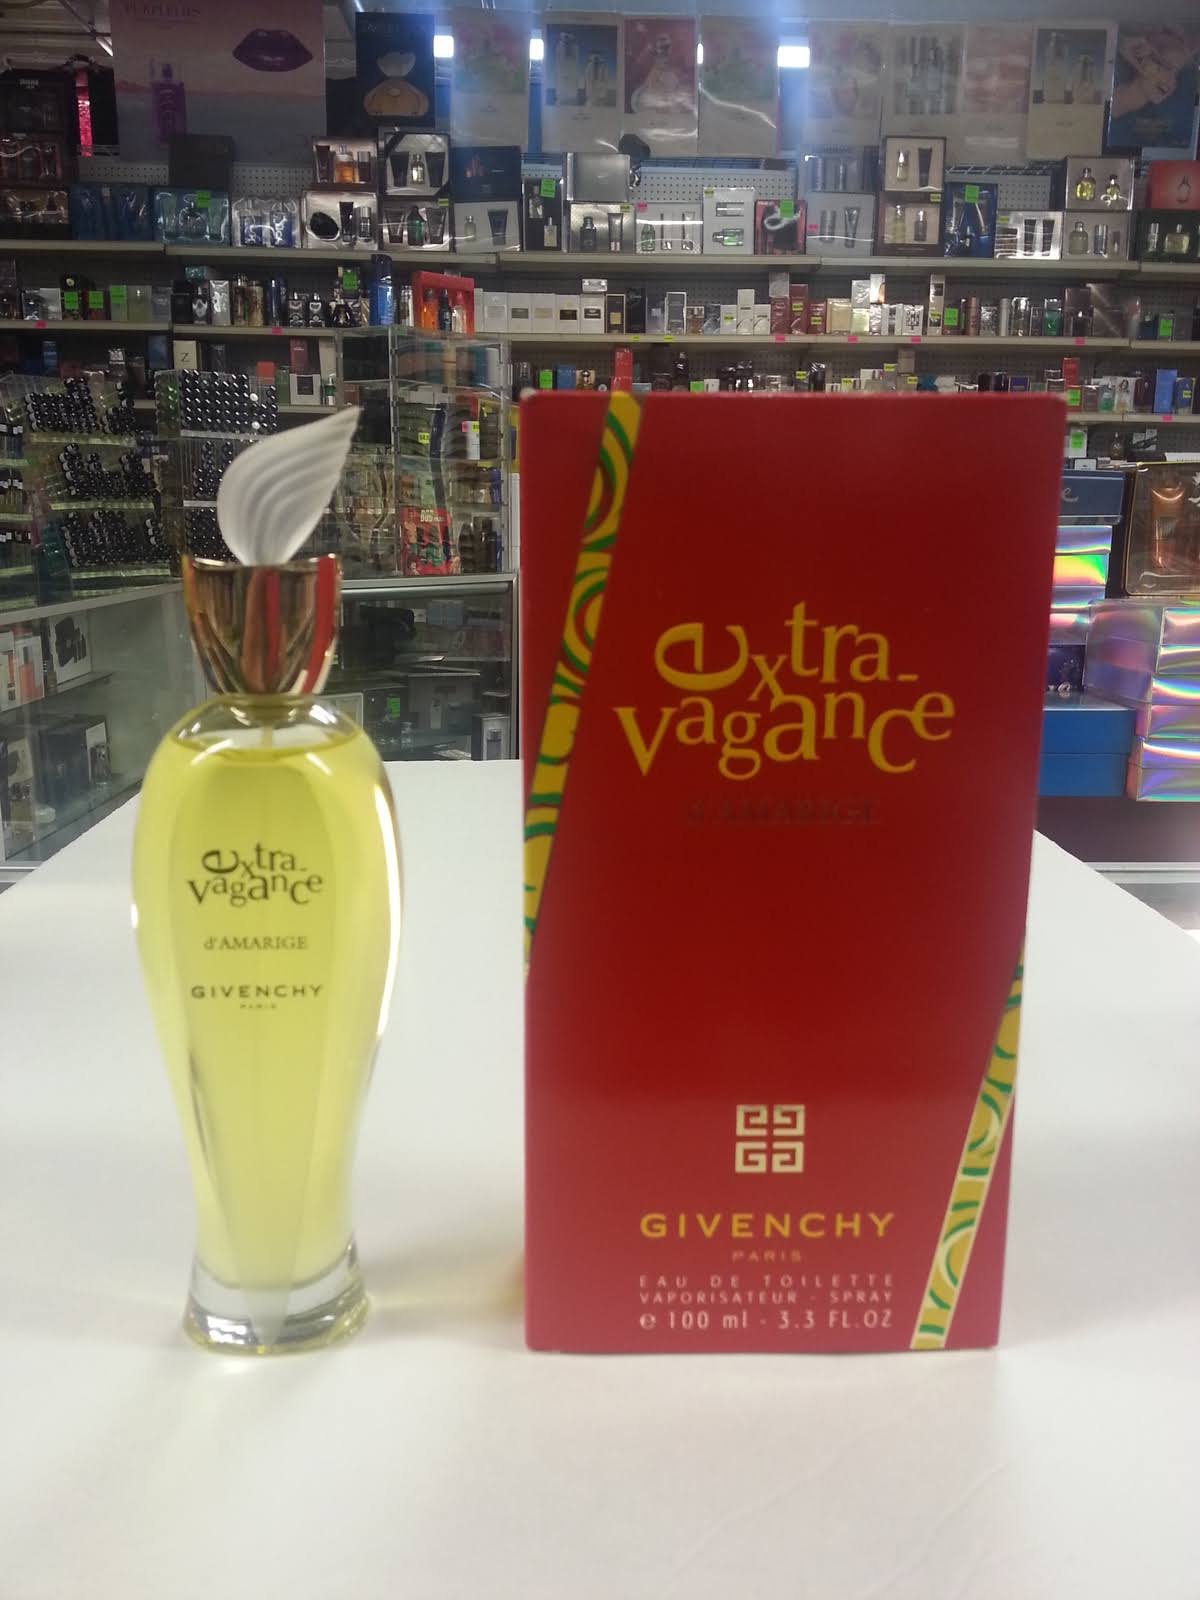 extra-
vagance
d'AMARIGE
GIVENCHY
PARIS
extra-
vagance
d'AMARIGE
GIVENCHY
PARIS
EAU DE TOILETTE
VAPORISATEUR - SPRAY
e 100 ml - 3.3 FL.OZ